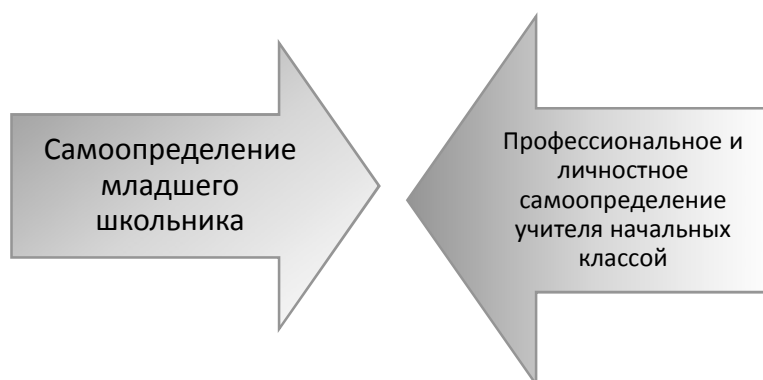 Самоопределение
младшего
школьника
Профессиональное и
личностное
самоопределение
учителя начальных
классой